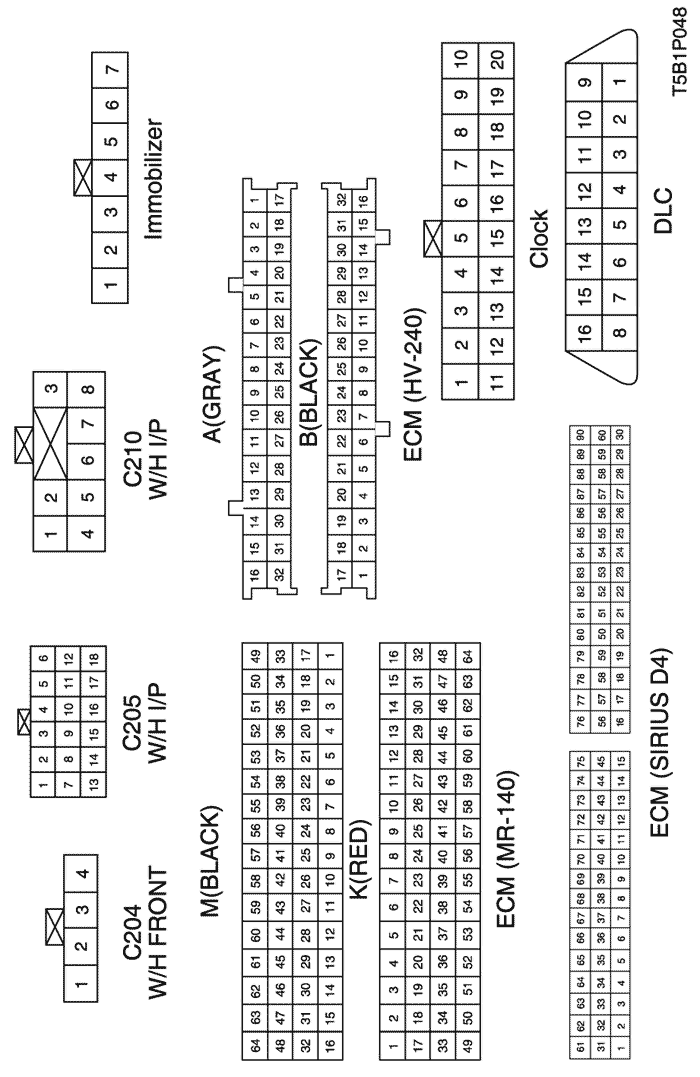 1 2 3 4
C204
W/H FRONT
1 2 3 4 5 6
7 8 9 10 11 12
13 14 15 16 17 18
C205
W/H I/P
1 2 3
4 5 6 7 8
C210
W/H I/P
1 2 3 4 5 6 7
Immobilizer
M(BLACK)
64 63 62 61 60 59 58 57 56 55 54 53 52 51 50 49
48 47 46 45 44 43 42 41 40 39 38 37 36 35 34 33
32 31 30 29 28 27 26 25 24 23 22 21 20 19 18 17
16 15 14 13 12 11 10 9 8 7 6 5 4 3 2 1
K(RED)
1 2 3 4 5 6 7 8 9 10 11 12 13 14 15 16
17 18 19 20 21 22 23 24 25 26 27 28 29 30 31 32
33 34 35 36 37 38 39 40 41 42 43 44 45 46 47 48
49 50 51 52 53 54 55 56 57 58 59 60 61 62 63 64
ECM (MR-140)
A(GRAY)
16 15 14 13 12 11 10 9 8 7 6 5 4 3 2 1
32 31 30 29 28 27 26 25 24 23 22 21 20 19 18 17
B(BLACK)
17 18 19 20 21 22 23 24 25 26 27 28 29 30 31 32
1 2 3 4 5 6 7 8 9 10 11 12 13 14 15 16
ECM (HV-240)
1 2 3 4 5 6 7 8 9 10
11 12 13 14 15 16 17 18 19 20
Clock
61 62 63 64 65 66 67 68 69 70 71 72 73 74 75
31 32 33 34 35 36 37 38 39 40 41 42 43 44 45
1 2 3 4 5 6 7 8 9 10 11 12 13 14 15
76 77 78 79 80 81 82 83 84 85 86 87 88 89 90
56 57 58 59 50 51 52 53 54 55 56 57 58 59 60
16 17 18 19 20 21 22 23 24 25 26 27 28 29 30
ECM (SIRIUS D4)
16 15 14 13 12 11 10 9
8 7 6 5 4 3 2 1
DLC
T5B1P048